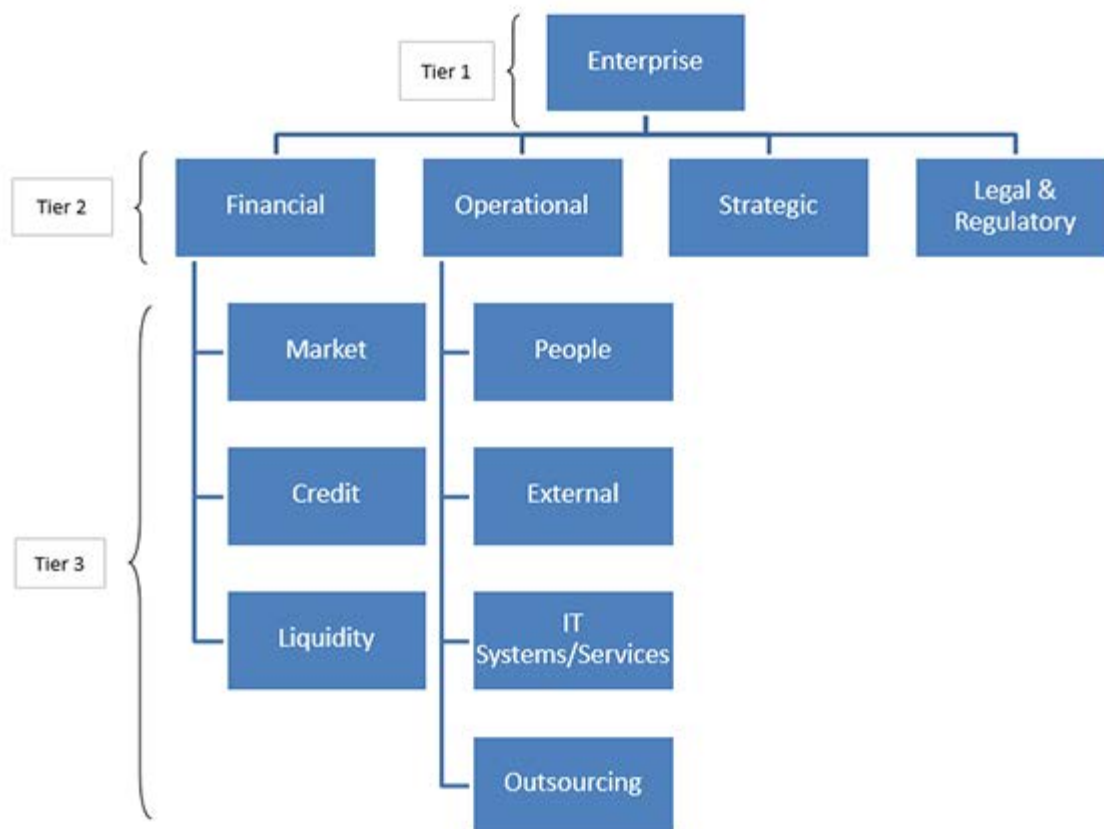 Tier 1
Enterprise
Tier 2
Financial
Operational
Strategic
Legal &
Regulatory
Tier 3
Market
People
Credit
External
Liquidity
IT
Systems/Services
Outsourcing